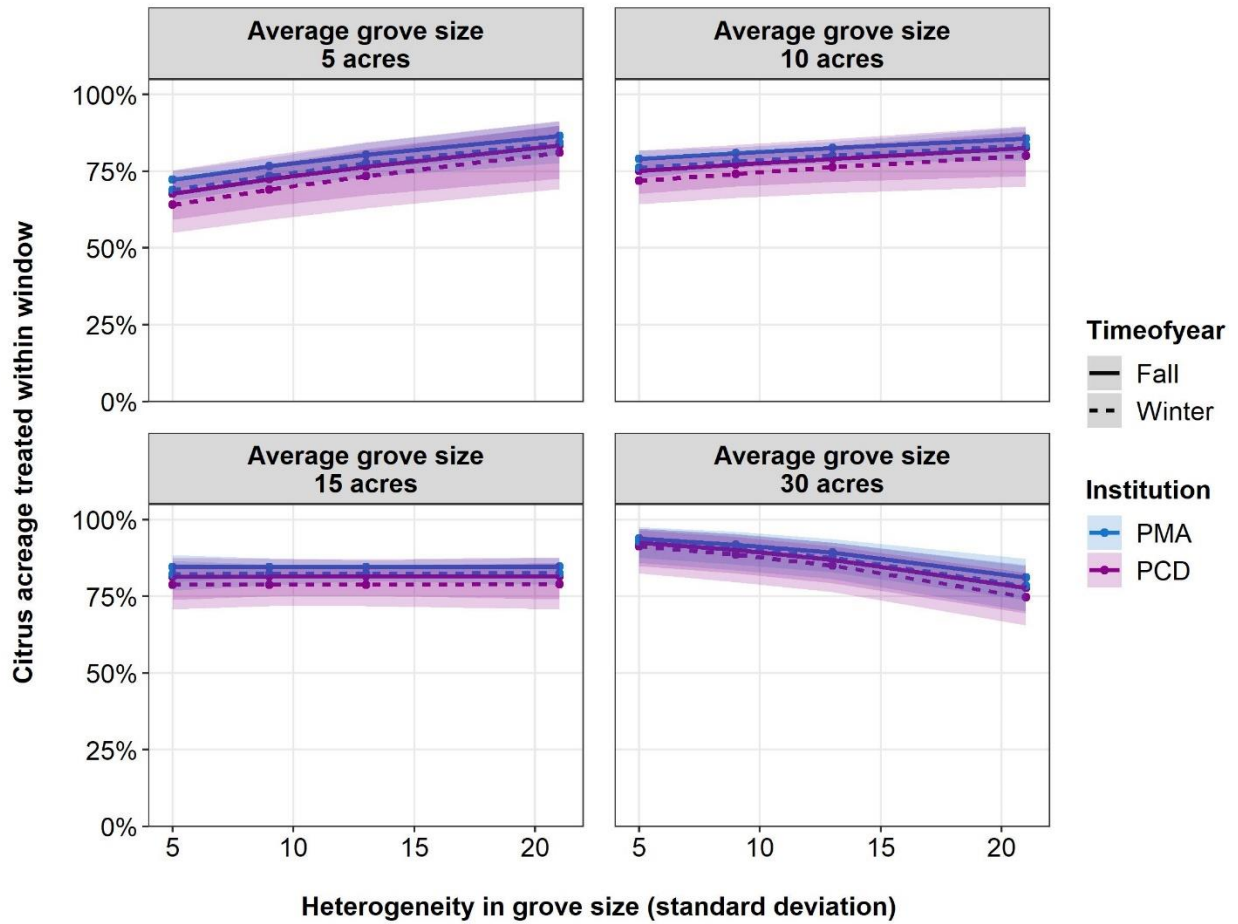 Average grove size
5 acres
Average grove size
10 acres
100%
75%
50%
25%
0%
Citrus acreage treated within window
Average grove size
15 acres
Average grove size
30 acres
100%
75%
50%
25%
0%
5 10 15 20
5 10 15 20
Heterogeneity in grove size (standard deviation)
Timeofyear
Fall
Winter
Institution
PMA
PCD